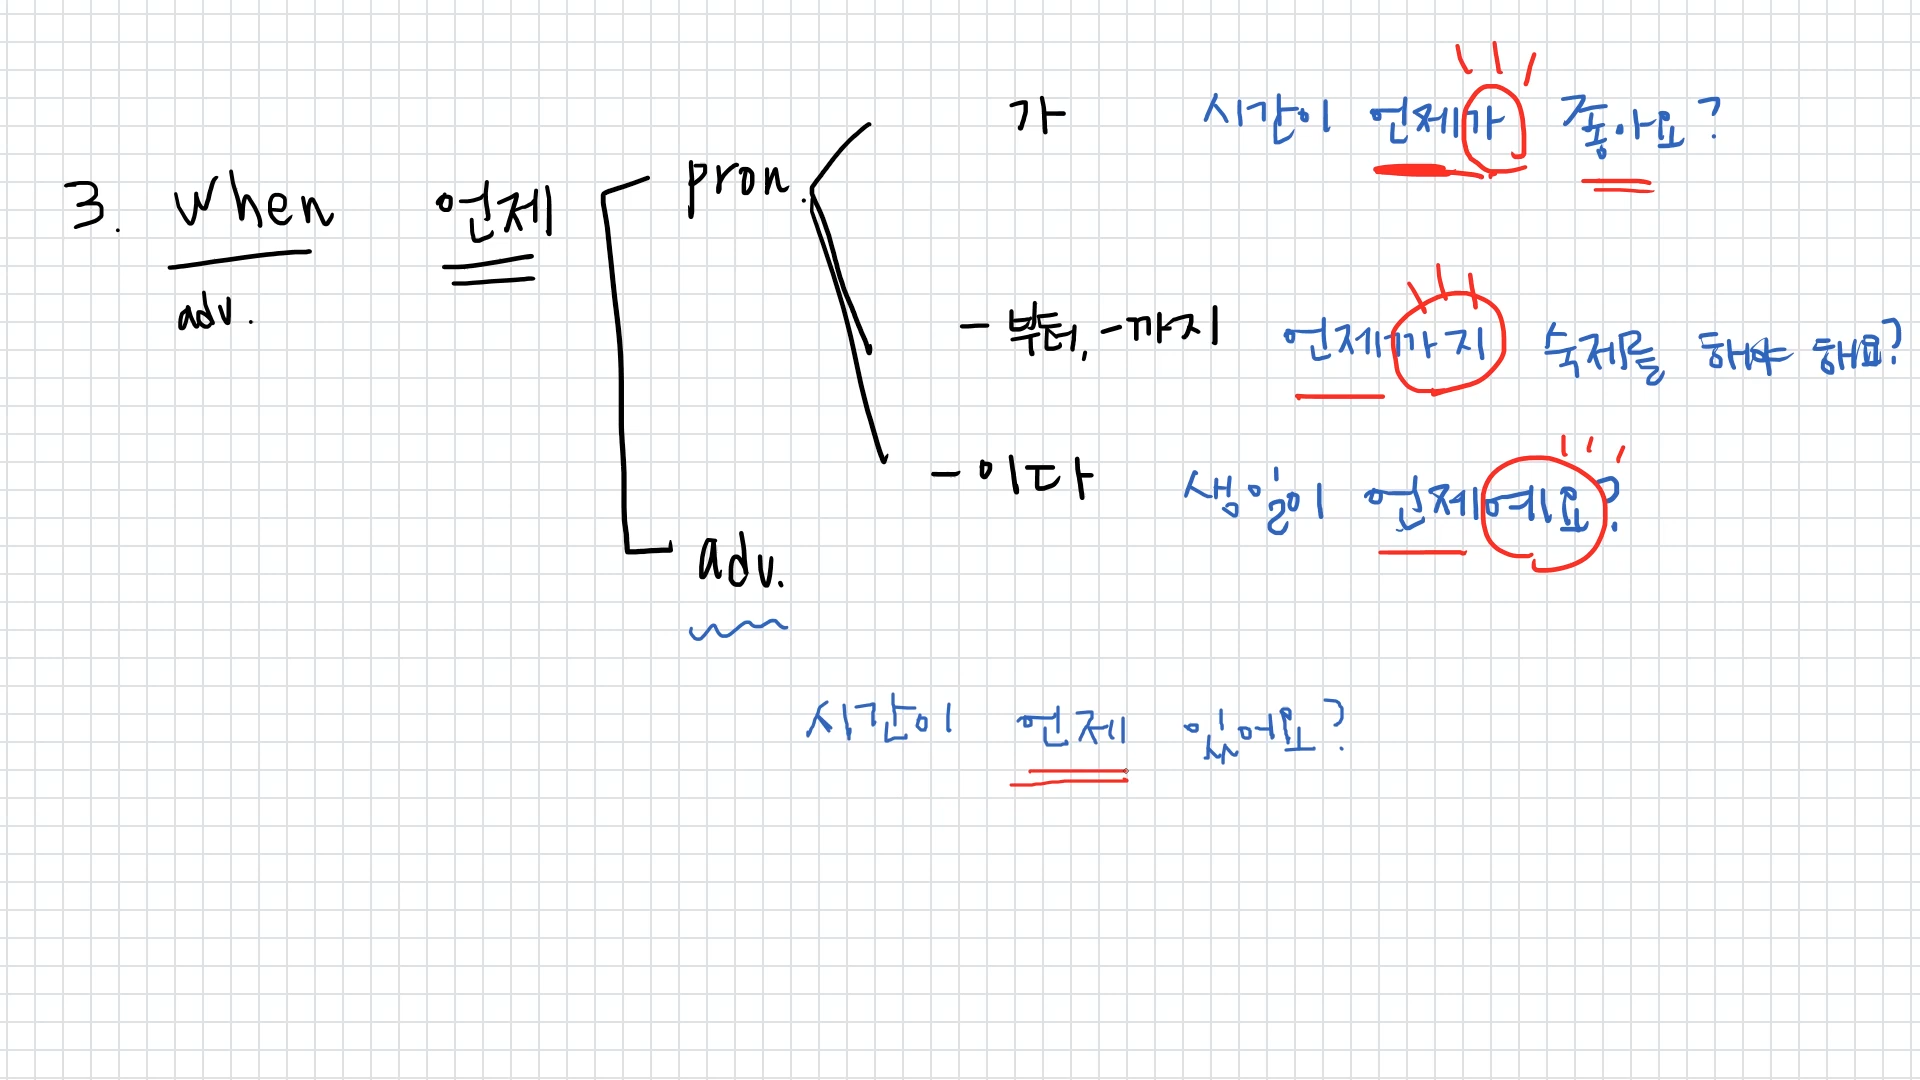 가 시간이 언제가 좋아요?
3. When 언제 pron.
adv.
-부터, -까지 언제까지 숙제를 해야 해요?
-이다 생일이 언제예요?
adv.
시간이 언제 있어요?